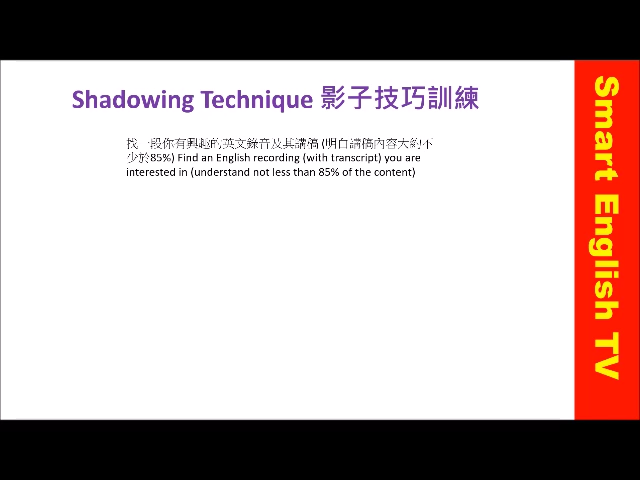 Shadowing Technique 影子技巧訓練
找一段你有興趣的英文錄音及其講稿 (明白講稿內容大約不
少於85%) Find an English recording (with transcript) you are
interested in (understand not less than 85% of the content)
Smart English TV